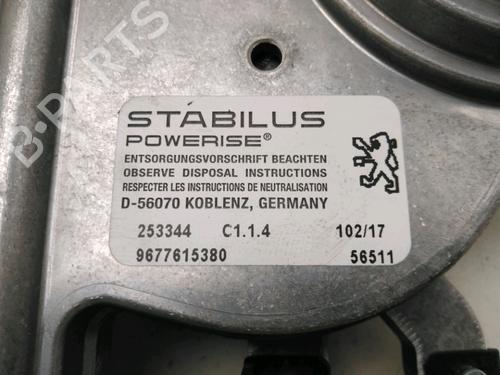 B-PARTS
STABILUS
POWERISE®
ENTSORGUNGSVORSCHRIFT BEACHTEN
OBSERVE DISPOSAL INSTRUCTIONS
RESPECTER LES INSTRUCTIONS DE NEUTRALISATION
D-56070 KOBLENZ, GERMANY
253344 C1.1.4 102/17
9677615380 56511